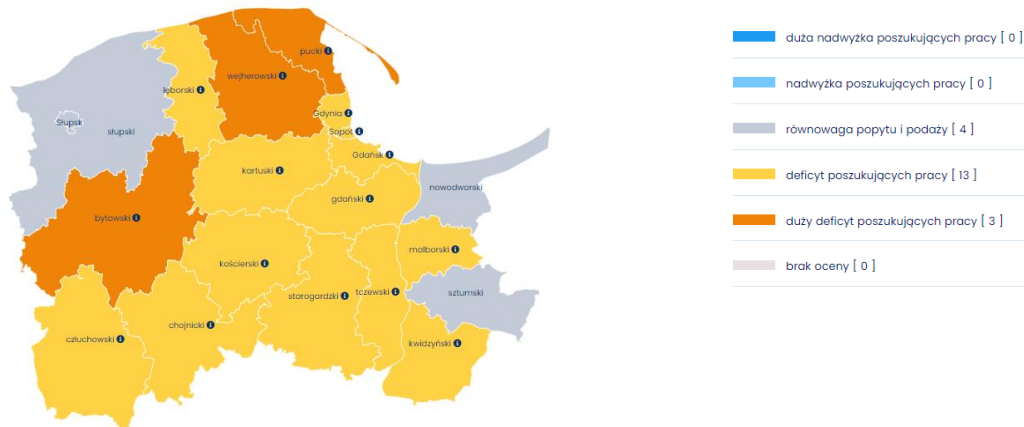 pucki
wejherowski
lęborski
Gdynia
Słupsk
słupski
Sopot
Gdańsk
kartuski
nowodworski
gdański
bytowski
malborski
kościerski
starogardzki
tczewski
sztumski
chojnicki
człuchowski
kwidzyński
duża nadwyżka poszukujących pracy [ 0 ]
nadwyżka poszukujących pracy [ 0 ]
równowaga popytu i podaży [ 4 ]
deficyt poszukujących pracy [ 13 ]
duży deficyt poszukujących pracy [ 3 ]
brak oceny [ 0 ]